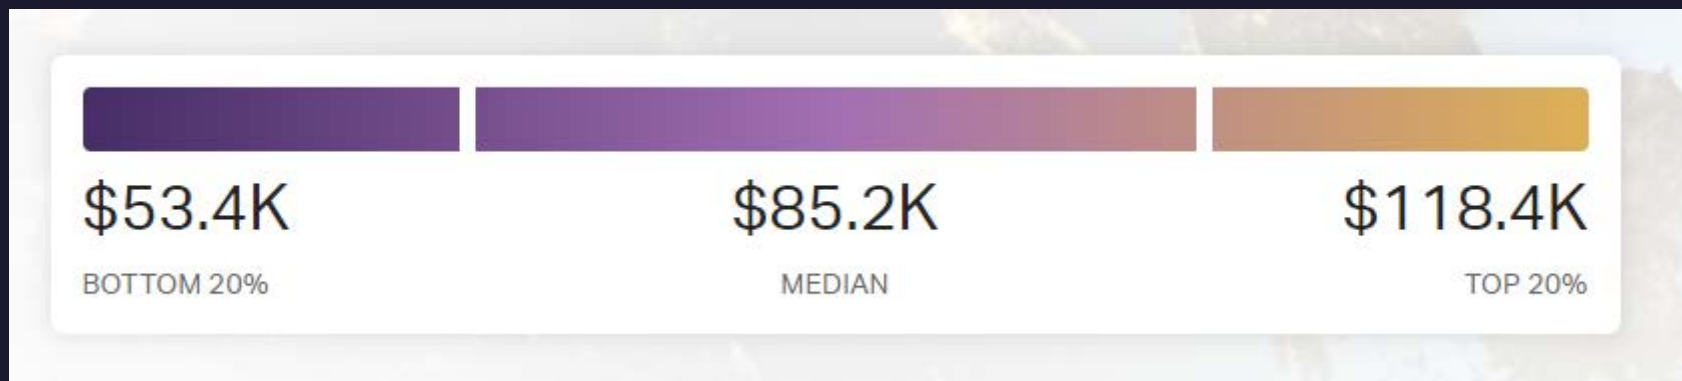 $53.4K $85.2K $118.4K
BOTTOM 20% MEDIAN TOP 20%